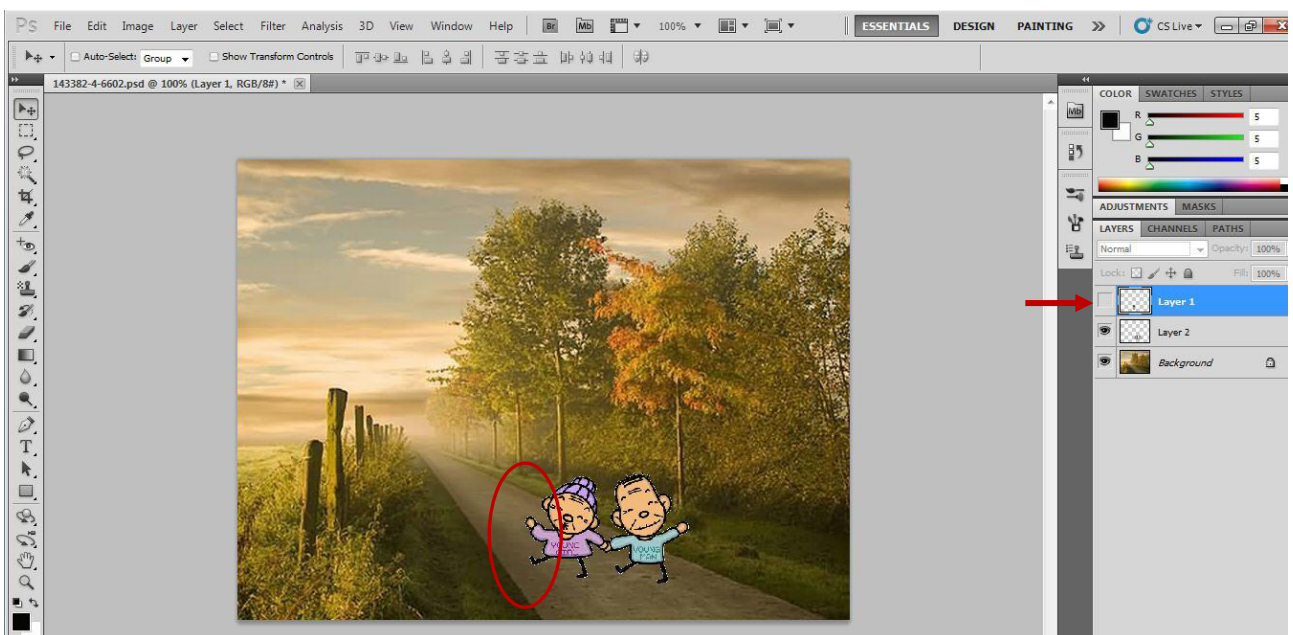 PS File Edit Image Layer Select Filter Analysis 3D View Window Help Br Mb 100% ESSENTIALS DESIGN PAINTING CS Live
Auto-Select: Group Show Transform Controls
143382-4-6602.psd @ 100% (Layer 1, RGB/8#) *
COLOR SWATCHES STYLES
Mb
R 5
G 5
B 5
ADJUSTMENTS MASKS
LAYERS CHANNELS PATHS
Normal Opacity: 100%
Lock: Fill: 100%
Layer 1
Layer 2
Background
T
YOUNG
YOUNG
MAN